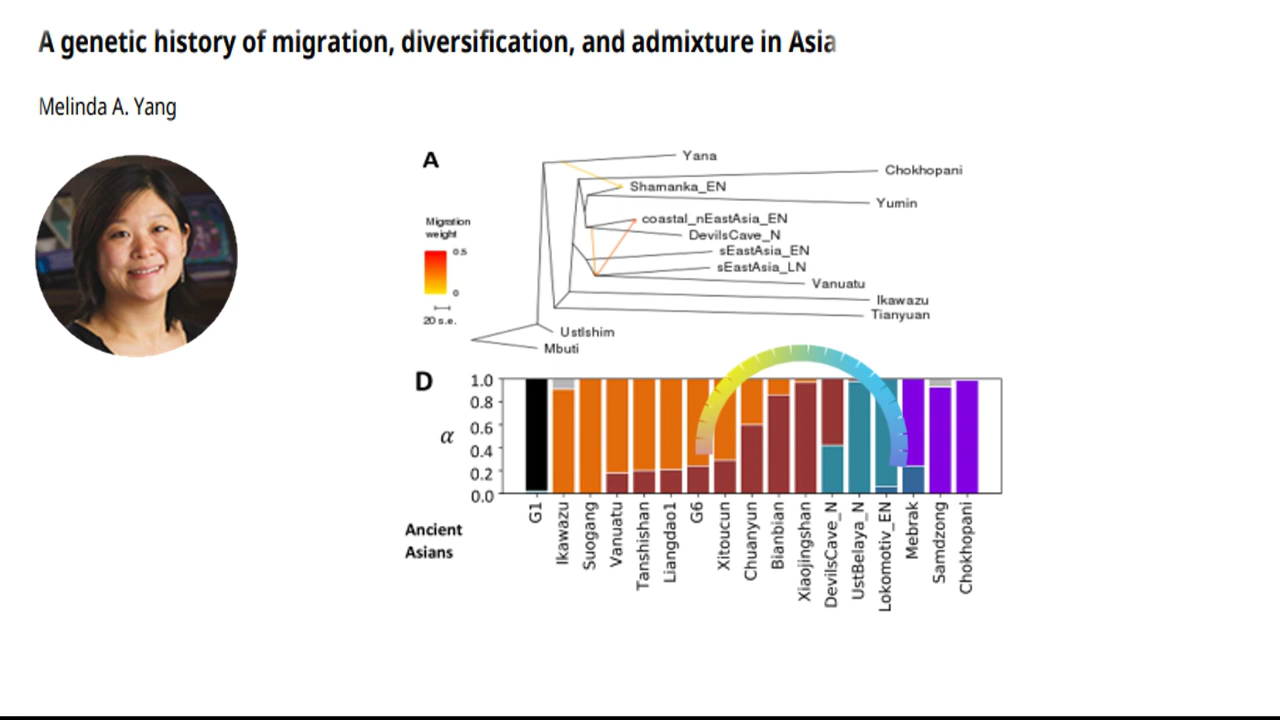 A genetic history of migration, diversification, and admixture in Asia
Melinda A. Yang
A
Yana
Chokhopani
Shamanka_EN
Yumin
Migration
weight
coastal_nEastAsia_EN
DevilsCave_N
0.5
sEastAsia_EN
sEastAsia_LN
Vanuatu
0
Ikawazu
20 s.e.
Tianyuan
UstIshim
Mbuti
D
1.0
0.8
0.6
α
0.4
0.2
0.0
Ancient
Asians
G1
Ikawazu
Suogang
Vanuatu
Tanshishan
Liangdao1
G6
Xitoucun
Chuanyun
Bianbian
Xiaojingshan
DevilsCave_N
UstBelaya_N
Lokomotiv_EN
Mebrak
Samdzong
Chokhopani